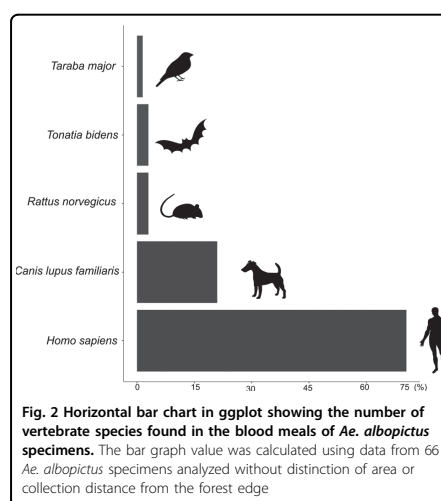 Taraba major
Tonatia bidens
Rattus norvegicus
Canis lupus familiaris
Homo sapiens
0 15 30 45 60 75 (%)
Fig. 2 Horizontal bar chart in ggplot showing the number of
vertebrate species found in the blood meals of Ae. albopictus
specimens. The bar graph value was calculated using data from 66
Ae. albopictus specimens analyzed without distinction of area or
collection distance from the forest edge